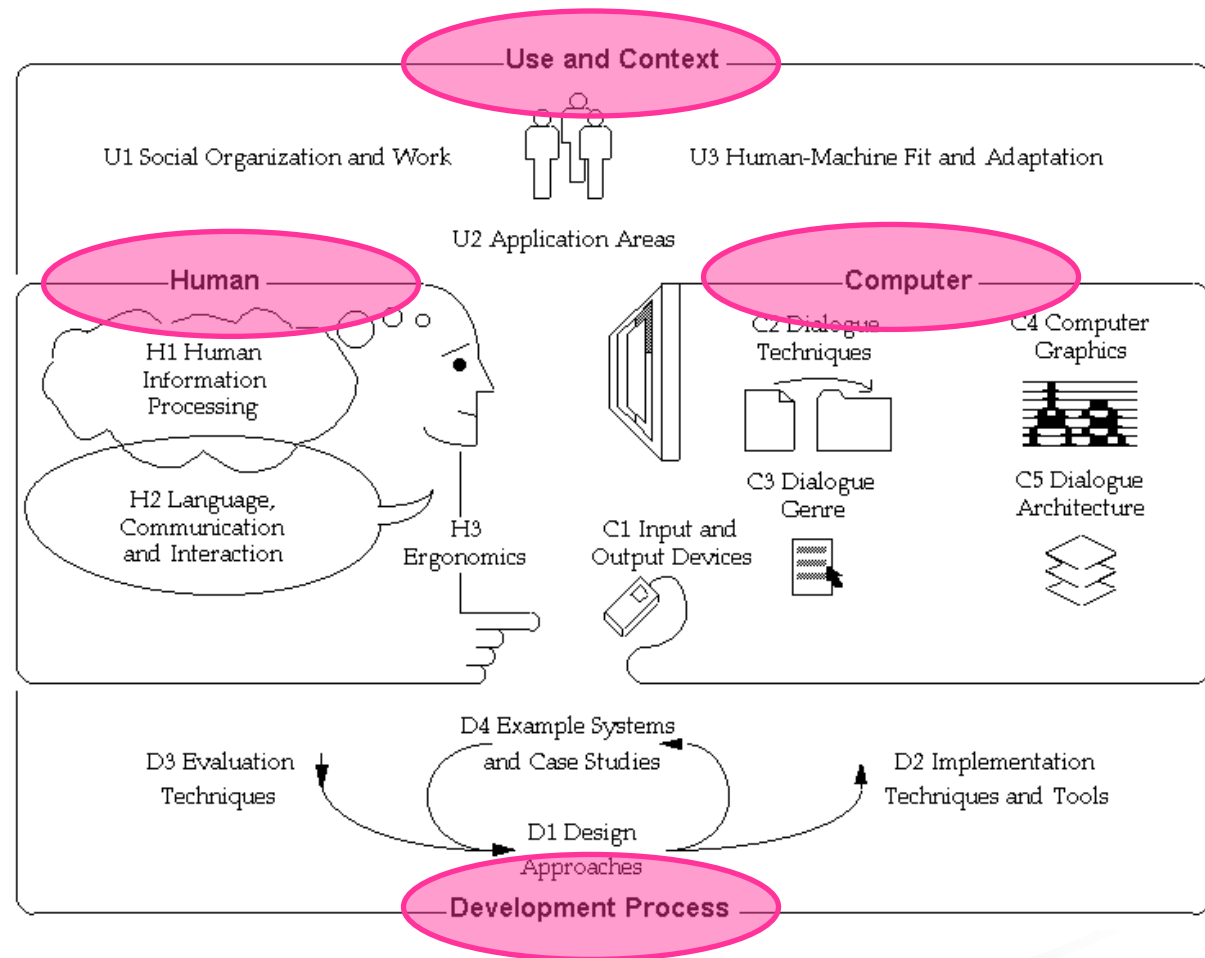 Use and Context
U1 Social Organization and Work
U3 Human-Machine Fit and Adaptation
U2 Application Areas
Human
H1 Human
Information
Processing
H2 Language,
Communication
and Interaction
H3
Ergonomics
Computer
C1 Input and
Output Devices
C2 Dialogue
Techniques
C3 Dialogue
Genre
C4 Computer
Graphics
C5 Dialogue
Architecture
D3 Evaluation
Techniques
D4 Example Systems
and Case Studies
D1 Design
Approaches
D2 Implementation
Techniques and Tools
Development Process